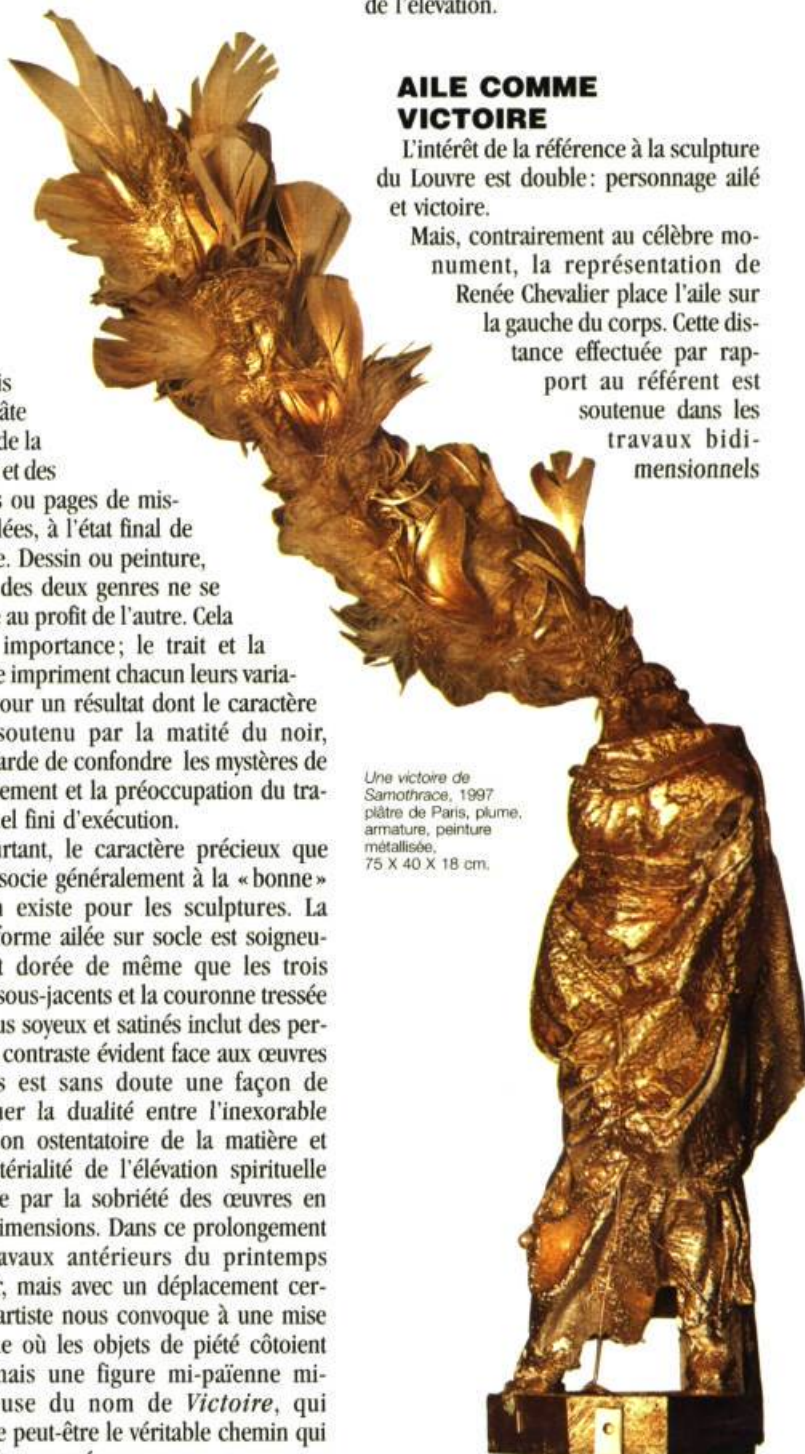 is
âte
de la
et des
s ou pages de mis-
lées, à l'état final de
e. Dessin ou peinture,
des deux genres ne se
e au profit de l'autre. Cela
importance; le trait et la
e impriment chacun leurs varia-
our un résultat dont le caractère
soutenu par la matité du noir,
arde de confondre les mystères de
ement et la préoccupation du tra-
el fini d'exécution.
urtant, le caractère précieux que
socie généralement à la «bonne»
n existe pour les sculptures. La
orme ailée sur socle est soigneu-
t dorée de même que les trois
sous-jacents et la couronne tressée
us soyeux et satinés inclut des per-
contraste évident face aux œuvres
s est sans doute une façon de
uer la dualité entre l'inexorable
on ostentatoire de la matière et
térialité de l'élévation spirituelle
e par la sobriété des œuvres en
imensions. Dans ce prolongement
avaux antérieurs du printemps
r, mais avec un déplacement cer-
artiste nous convoque à une mise
e où les objets de piété côtoient
nais une figure mi-païenne mi-
use du nom de Victoire, qui
e peut-être le véritable chemin qui
de l'élévation.
AILE COMME
VICTOIRE
L'intérêt de la référence à la sculpture
du Louvre est double: personnage ailé
et victoire.
Mais, contrairement au célèbre mo-
nument, la représentation de
Renée Chevalier place l'aile sur
la gauche du corps. Cette dis-
tance effectuée par rap-
port au référent est
soutenue dans les
travaux bidi-
mensionnels
Une victoire de
Samothrace, 1997
plâtre de Paris, plume,
armature, peinture
métallisée,
75 X 40 X 18 cm.